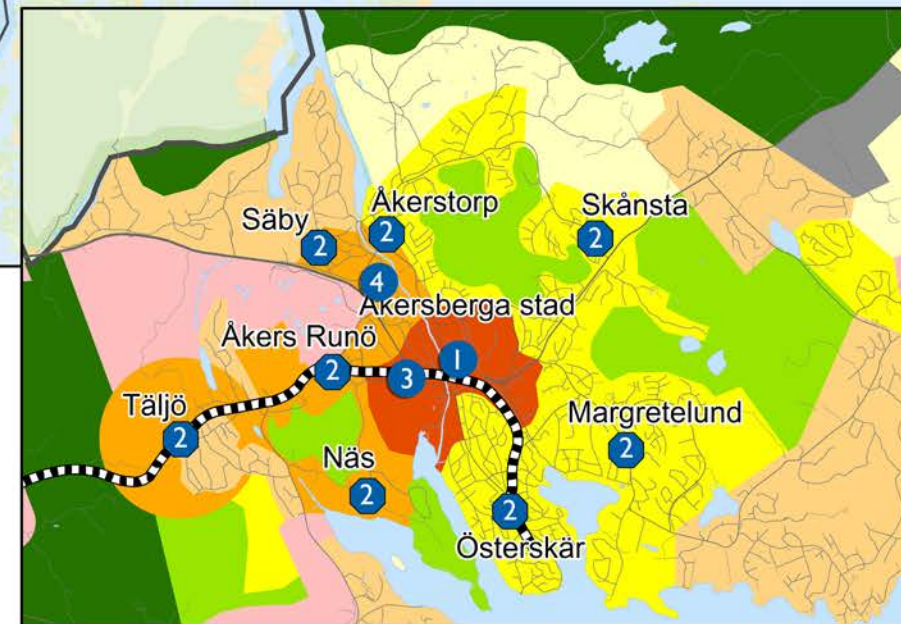 Åkerstorp
2
Säby
2
Skånsta
2
4
Åkersberga stad
Åkers Runö
2
3
1
Täljö
2
Margretelund
2
Näs
2
2
Österskär